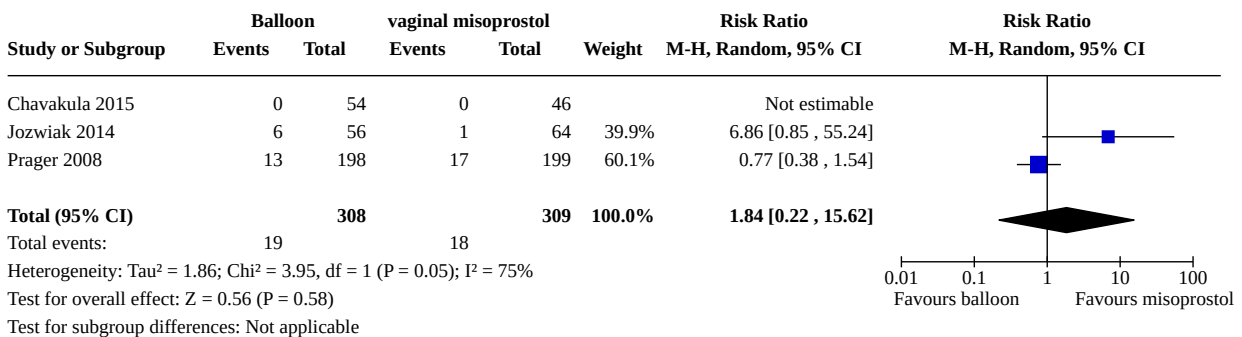 Balloon vaginal misoprostol Risk Ratio Risk Ratio
Study or Subgroup Events Total Events Total Weight M-H, Random, 95% CI M-H, Random, 95% CI
Chavakula 2015 0 54 0 46 Not estimable
Jozwiak 2014 6 56 1 64 39.9% 6.86 [0.85 , 55.24]
Prager 2008 13 198 17 199 60.1% 0.77 [0.38 , 1.54]
Total (95% CI) 308 309 100.0% 1.84 [0.22 , 15.62]
Total events: 19 18
Heterogeneity: Tau² = 1.86; Chi² = 3.95, df = 1 (P = 0.05); I² = 75%
0.01 0.1 1 10 100
Test for overall effect: Z = 0.56 (P = 0.58) Favours balloon Favours misoprostol
Test for subgroup differences: Not applicable